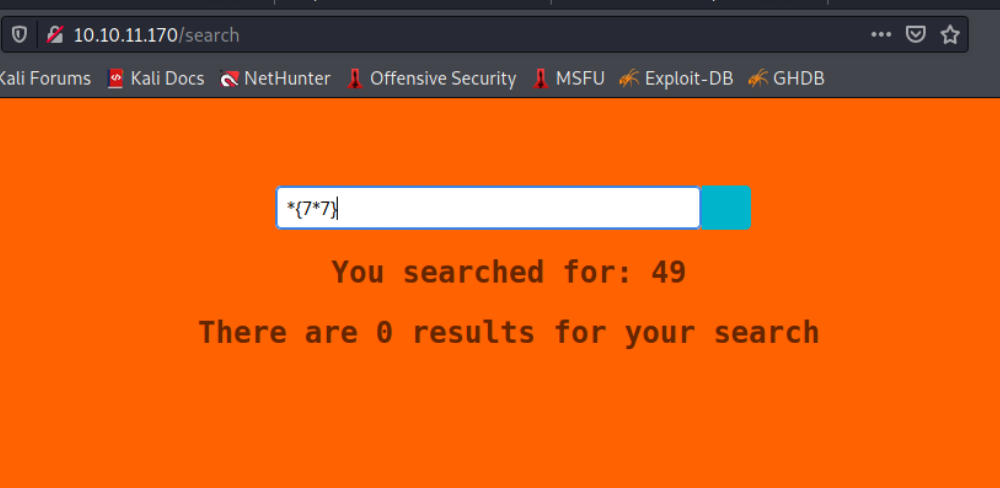 10.10.11.170/search
Kali Forums Kali Docs NetHunter Offensive Security MSFU Exploit-DB GHDB
*{7*7}
You searched for: 49
There are 0 results for your search